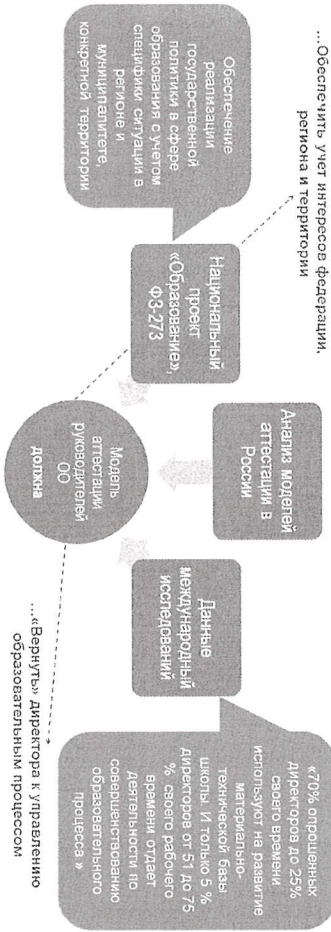 ...Обеспечить учет интересов федерации,
региона и территории
Обеспечение
реализации
государственной
политики в сфере
образования с учетом
специфики ситуации в
регионе и
муниципалитете,
конкретной территории
Национальный
проект
«Образование»,
ФЗ-273
Анализ моделей
аттестации в
России
Данные
международный
исследований
«70% опрошенных
директоров до 25%
своего времени
используют на развитие
материально-
технической базы
школы. И только 5 %
директоров от 51 до 75
% своего рабочего
времени отдает
деятельности по
совершенствованию
образовательного
процесса»
Модель
аттестации
руководителей
ОО
должна
...«Вернуть» директора к управлению
образовательным процессом